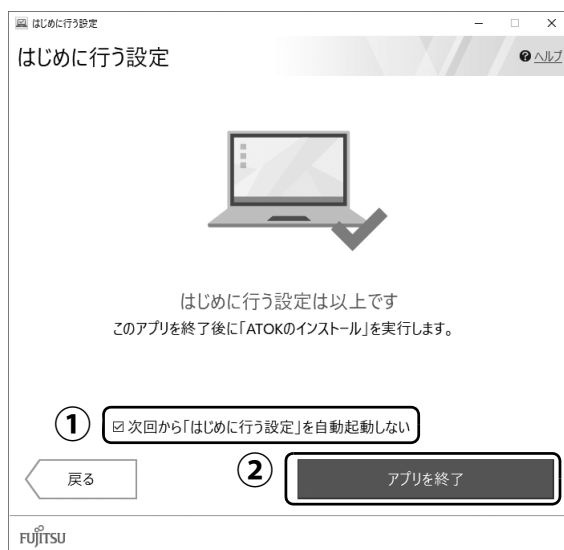 はじめに行う設定
はじめに行う設定
ヘルプ
はじめに行う設定は以上です
このアプリを終了後に「ATOKのインストール」を実行します。
① ☑ 次回から「はじめに行う設定」を自動起動しない
戻る
② アプリを終了
FUJITSU